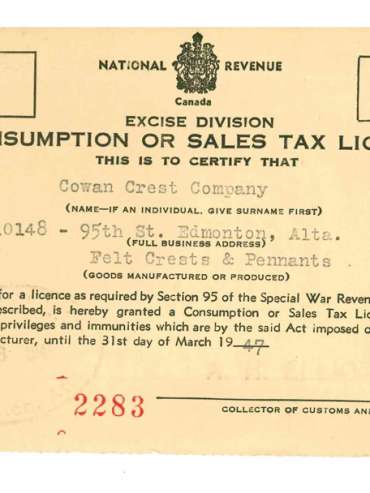 NATIONAL REVENUE
Canada
EXCISE DIVISION
NSUMPTION OR SALES TAX LIC
THIS IS TO CERTIFY THAT
Cowan Crest Company
(NAME—IF AN INDIVIDUAL, GIVE SURNAME FIRST)
10148 - 95th St. Edmonton, Alta.
(FULL BUSINESS ADDRESS)
Felt Crests & Pennants
(GOODS MANUFACTURED OR PRODUCED)
for a licence as required by Section 95 of the Special War Reven
escribed, is hereby granted a Consumption or Sales Tax Lic
privileges and immunities which are by the said Act imposed o
cturer, until the 31st day of March 19 47
2283
COLLECTOR OF CUSTOMS AN